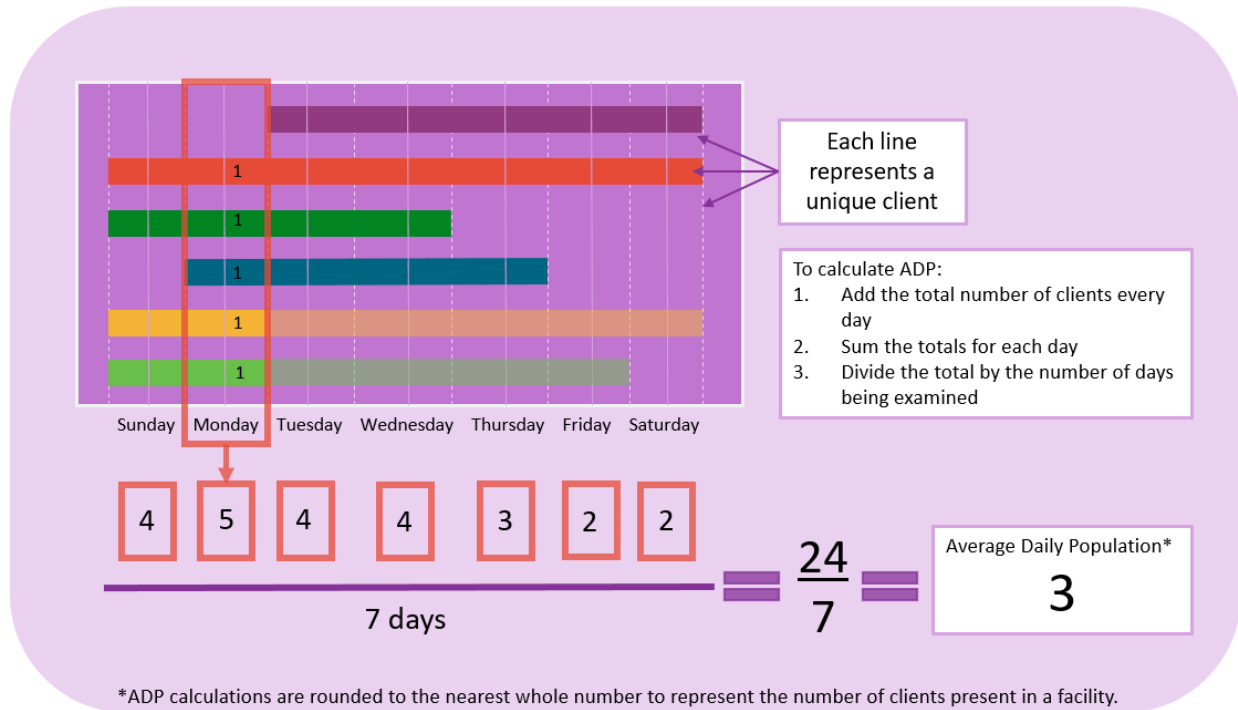 1
1
1
1
1
Each line
represents a
unique client
To calculate ADP:
1. Add the total number of clients every
day
2. Sum the totals for each day
3. Divide the total by the number of days
being examined
Sunday Monday Tuesday Wednesday Thursday Friday Saturday
4 5 4 4 3 2 2
7 days
24
7
Average Daily Population*
3
*ADP calculations are rounded to the nearest whole number to represent the number of clients present in a facility.